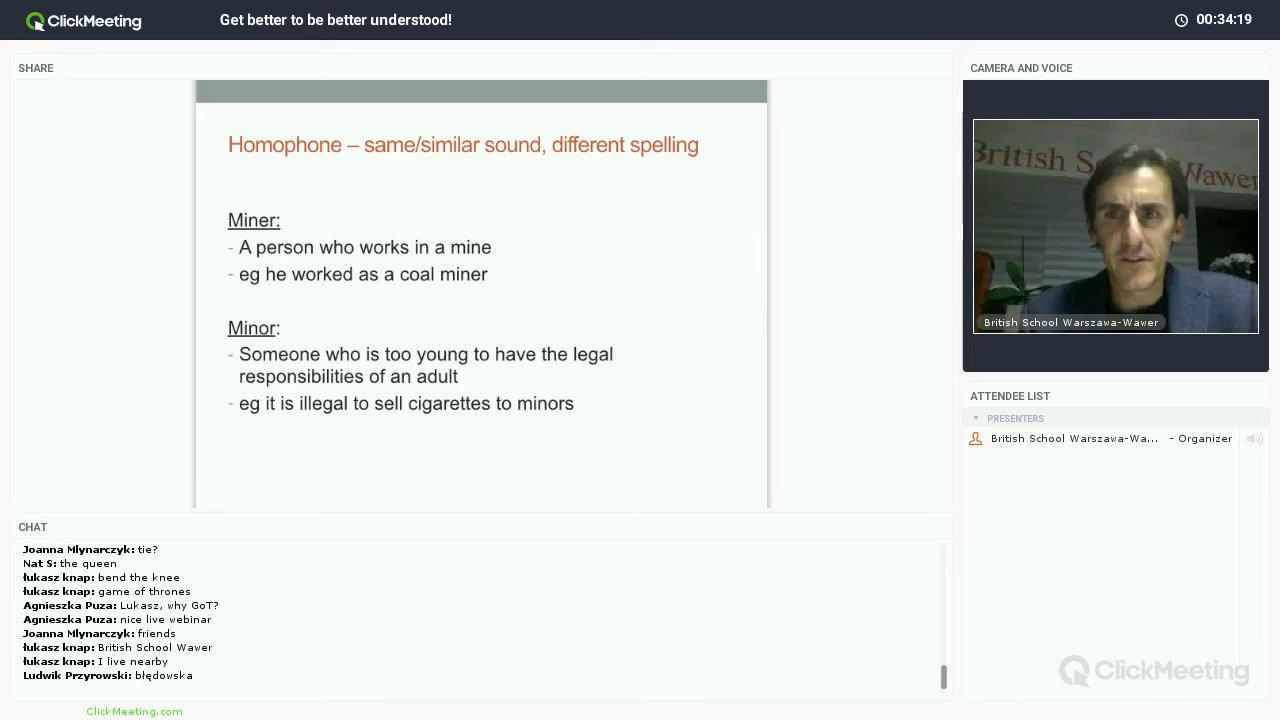 ClickMeeting
Get better to be better understood!
00:34:19
SHARE
Homophone – same/similar sound, different spelling
Miner:
- A person who works in a mine
- eg he worked as a coal miner
Minor:
- Someone who is too young to have the legal
responsibilities of an adult
- eg it is illegal to sell cigarettes to minors
CAMERA AND VOICE
British School Wawer
British School Warszawa-Wawer
ATTENDEE LIST
PRESENTERS
British School Warszawa-Wa... - Organizer
CHAT
Joanna Mlynarczyk: tie?
Nat S: the queen
łukasz knap: bend the knee
łukasz knap: game of thrones
Agnieszka Puza: Lukasz, why GoT?
Agnieszka Puza: nice live webinar
Joanna Mlynarczyk: friends
łukasz knap: British School Wawer
łukasz knap: I live nearby
Ludwik Przyrowski: błędowska
ClickMeeting
ClickMeeting.com